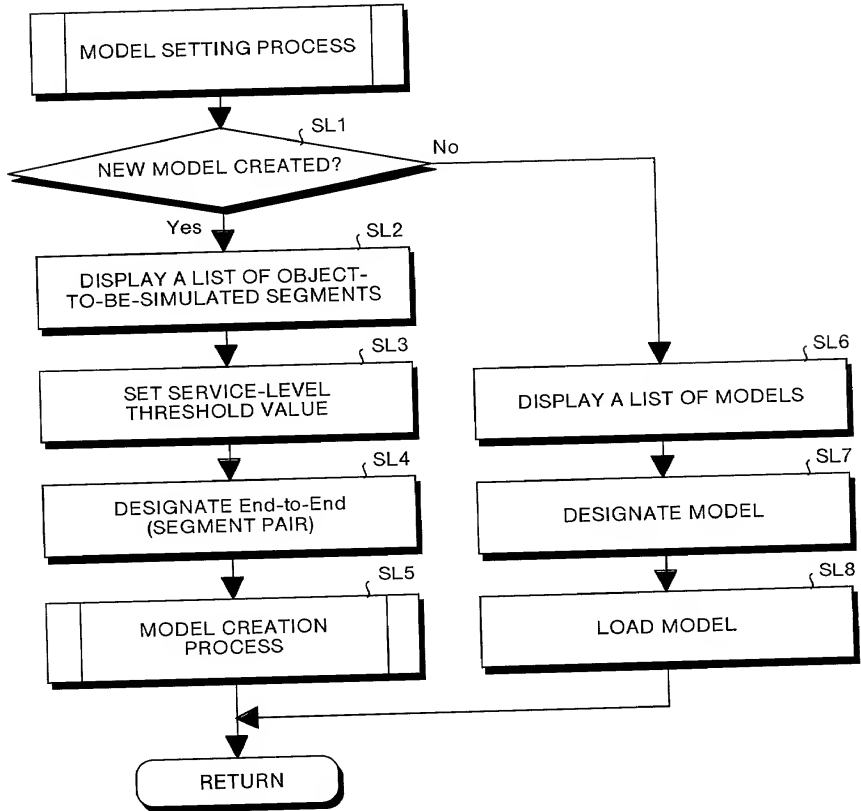 MODEL SETTING PROCESS
SL1
NEW MODEL CREATED?
No
Yes
SL2
DISPLAY A LIST OF OBJECT-
TO-BE-SIMULATED SEGMENTS
SL3
SET SERVICE-LEVEL
THRESHOLD VALUE
SL4
DESIGNATE End-to-End
(SEGMENT PAIR)
SL5
MODEL CREATION
PROCESS
SL6
DISPLAY A LIST OF MODELS
SL7
DESIGNATE MODEL
SL8
LOAD MODEL
RETURN